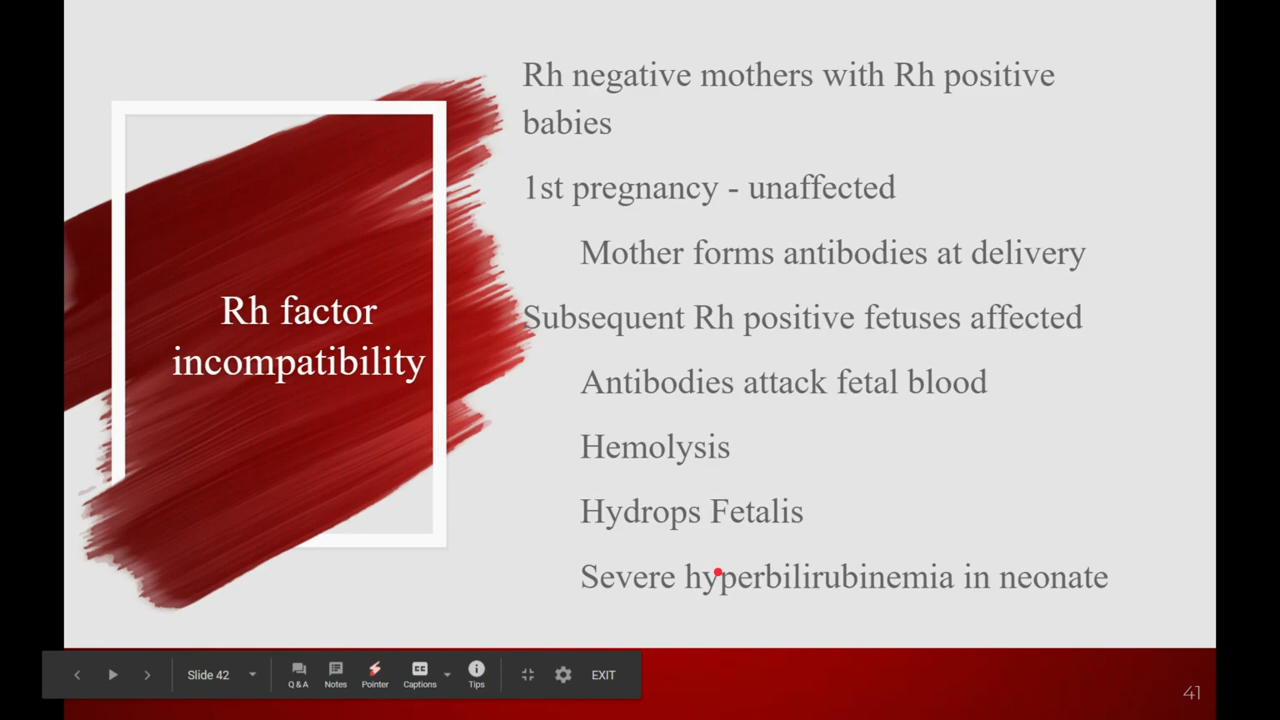 Rh factor
incompatibility
Rh negative mothers with Rh positive
babies
1st pregnancy - unaffected
Mother forms antibodies at delivery
Subsequent Rh positive fetuses affected
Antibodies attack fetal blood
Hemolysis
Hydrops Fetalis
Severe hyperbilirubinemia in neonate
Slide 42
Q & A
Notes
Pointer
CC
Captions
Tips
EXIT
41